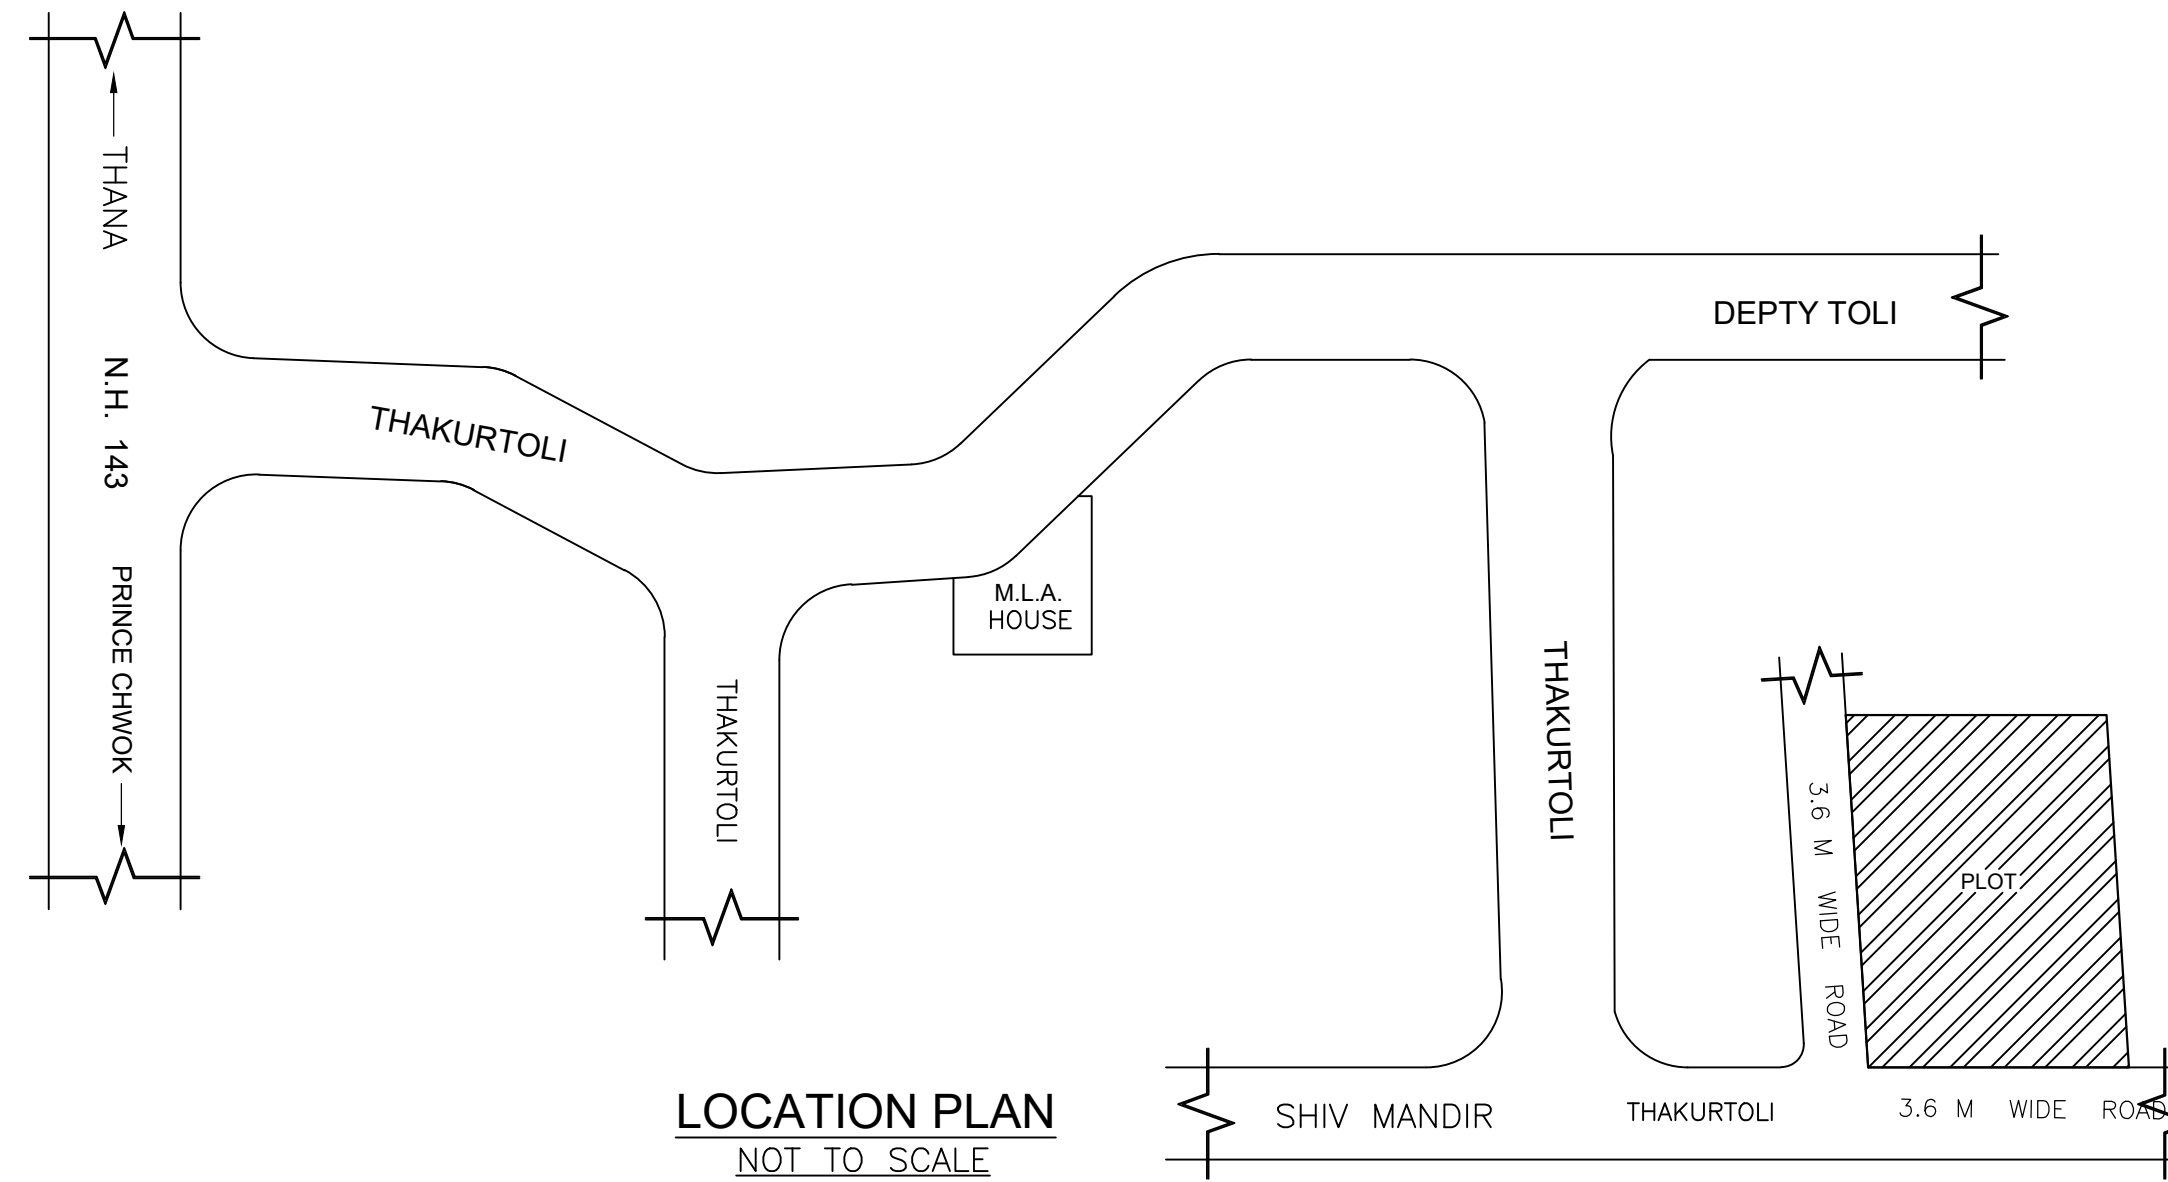 THANA
N.H. 143
PRINCE CHWOK
THAKURTOLI
DEPTY TOLI
M.L.A.
HOUSE
THAKURTOLI
THAKURTOLI
3.6 M WIDE ROAD
PLOT
SHIV MANDIR
THAKURTOLI
3.6 M WIDE ROAD
LOCATION PLAN
NOT TO SCALE